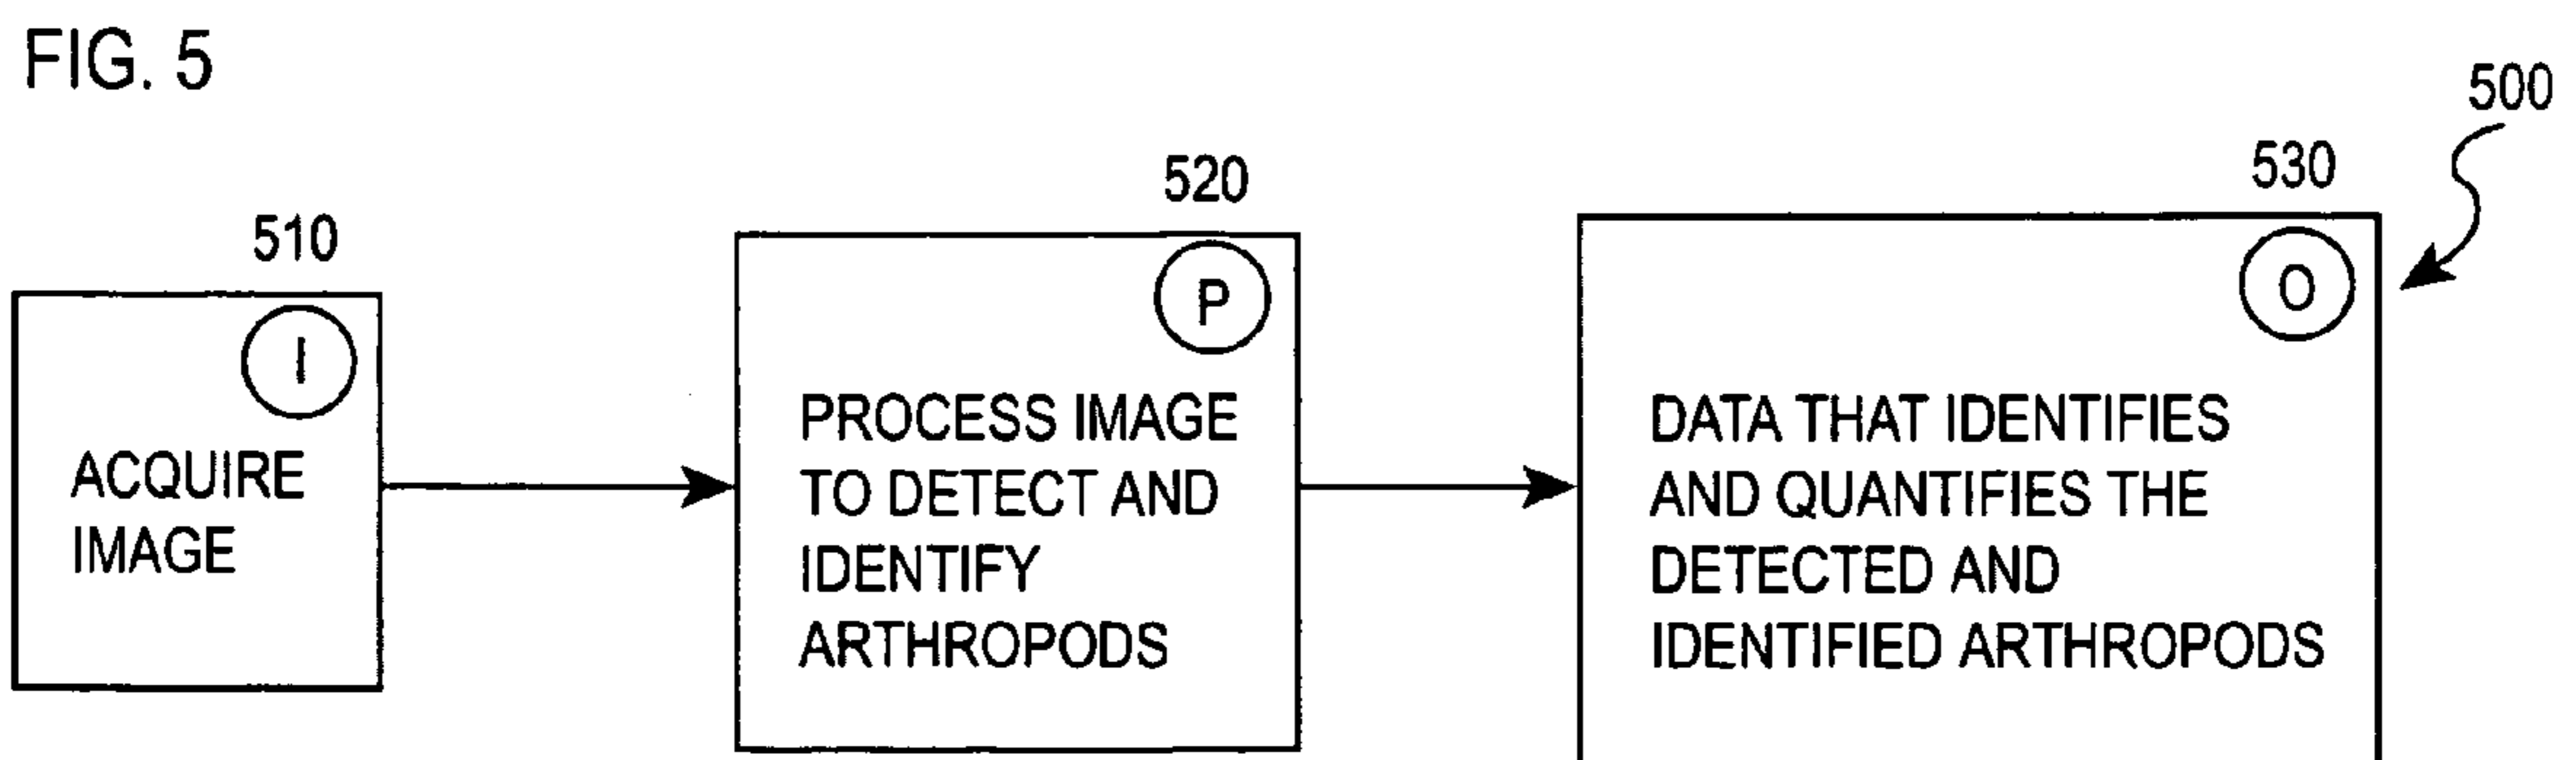 FIG. 5
500
510
I
ACQUIRE
IMAGE
520
P
PROCESS IMAGE
TO DETECT AND
IDENTIFY
ARTHROPODS
530
O
DATA THAT IDENTIFIES
AND QUANTIFIES THE
DETECTED AND
IDENTIFIED ARTHROPODS